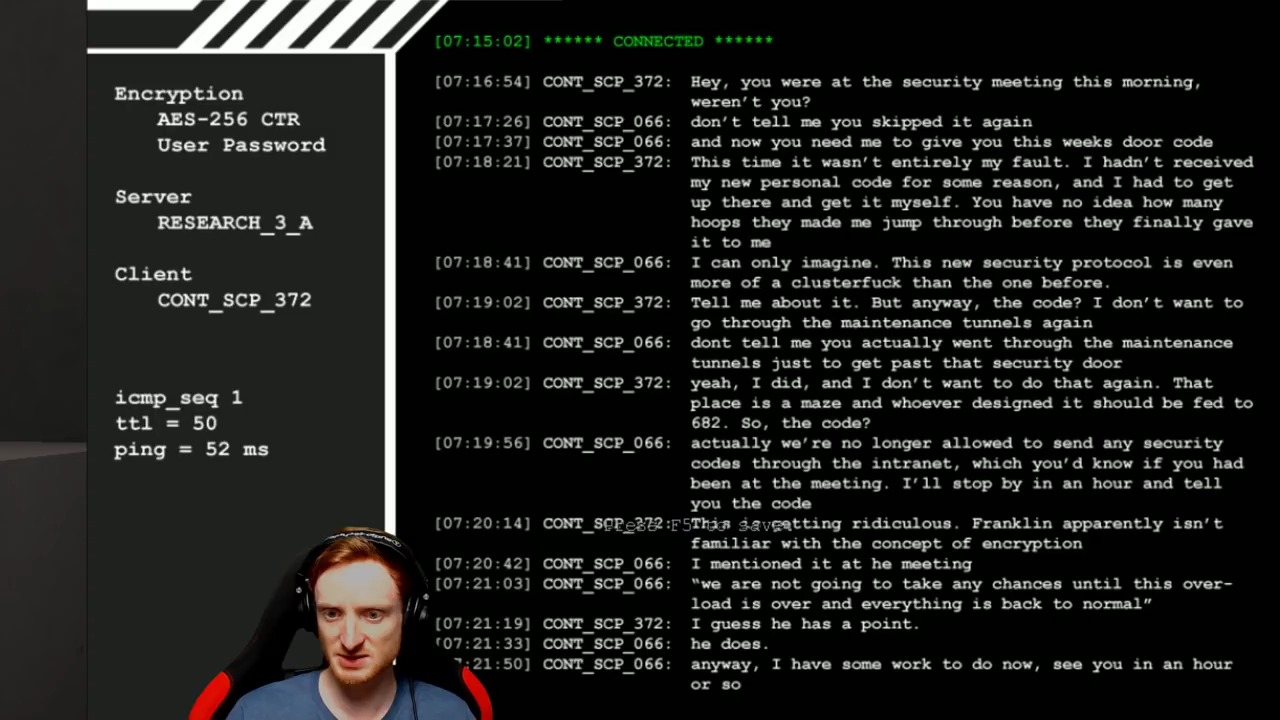 Encryption
AES-256 CTR
User Password
Server
RESEARCH_3_A
Client
CONT_SCP_372
icmp_seq 1
ttl = 50
ping = 52 ms
[07:15:02] ****** CONNECTED ******
[07:16:54] CONT_SCP_372: Hey, you were at the security meeting this morning,
weren't you?
[07:17:26] CONT_SCP_066: don't tell me you skipped it again
[07:17:37] CONT_SCP_066: and now you need me to give you this weeks door code
[07:18:21] CONT_SCP_372: This time it wasn't entirely my fault. I hadn't received
my new personal code for some reason, and I had to get
up there and get it myself. You have no idea how many
hoops they made me jump through before they finally gave
it to me
[07:18:41] CONT_SCP_066: I can only imagine. This new security protocol is even
more of a clusterfuck than the one before.
[07:19:02] CONT_SCP_372: Tell me about it. But anyway, the code? I don't want to
go through the maintenance tunnels again
[07:18:41] CONT_SCP_066: dont tell me you actually went through the maintenance
tunnels just to get past that security door
[07:19:02] CONT_SCP_372: yeah, I did, and I don't want to do that again. That
place is a maze and whoever designed it should be fed to
682. So, the code?
[07:19:56] CONT_SCP_066: actually we're no longer allowed to send any security
codes through the intranet, which you'd know if you had
been at the meeting. I'll stop by in an hour and tell
you the code
[07:20:14] CONT_SCP_372: This is getting ridiculous. Franklin apparently isn't
Press F5 to save.
familiar with the concept of encryption
[07:20:42] CONT_SCP_066: I mentioned it at he meeting
[07:21:03] CONT_SCP_066: "we are not going to take any chances until this over-
load is over and everything is back to normal"
[07:21:19] CONT_SCP_372: I guess he has a point.
[07:21:33] CONT_SCP_066: he does.
7:21:50] CONT_SCP_066: anyway, I have some work to do now, see you in an hour
or so